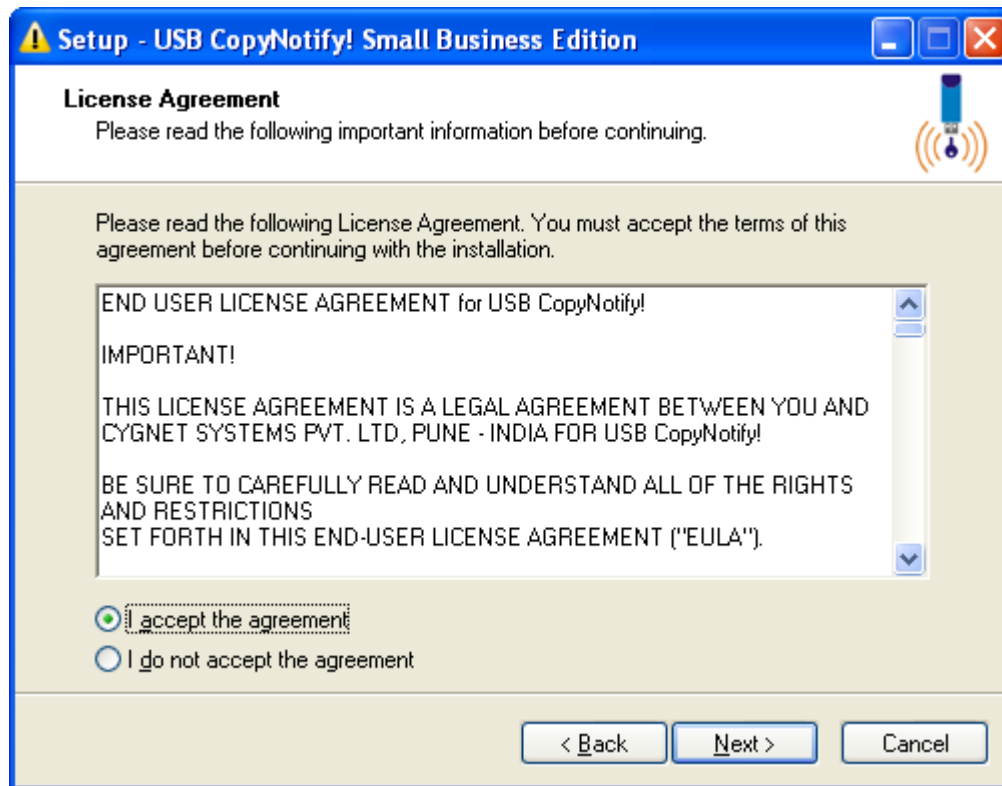 Setup - USB CopyNotify! Small Business Edition
License Agreement
Please read the following important information before continuing.
Please read the following License Agreement. You must accept the terms of this
agreement before continuing with the installation.
END USER LICENSE AGREEMENT for USB CopyNotify!
IMPORTANT!
THIS LICENSE AGREEMENT IS A LEGAL AGREEMENT BETWEEN YOU AND
CYGNET SYSTEMS PVT. LTD, PUNE - INDIA FOR USB CopyNotify!
BE SURE TO CAREFULLY READ AND UNDERSTAND ALL OF THE RIGHTS
AND RESTRICTIONS
SET FORTH IN THIS END-USER LICENSE AGREEMENT ("EULA").
I accept the agreement
I do not accept the agreement
< Back
Next >
Cancel